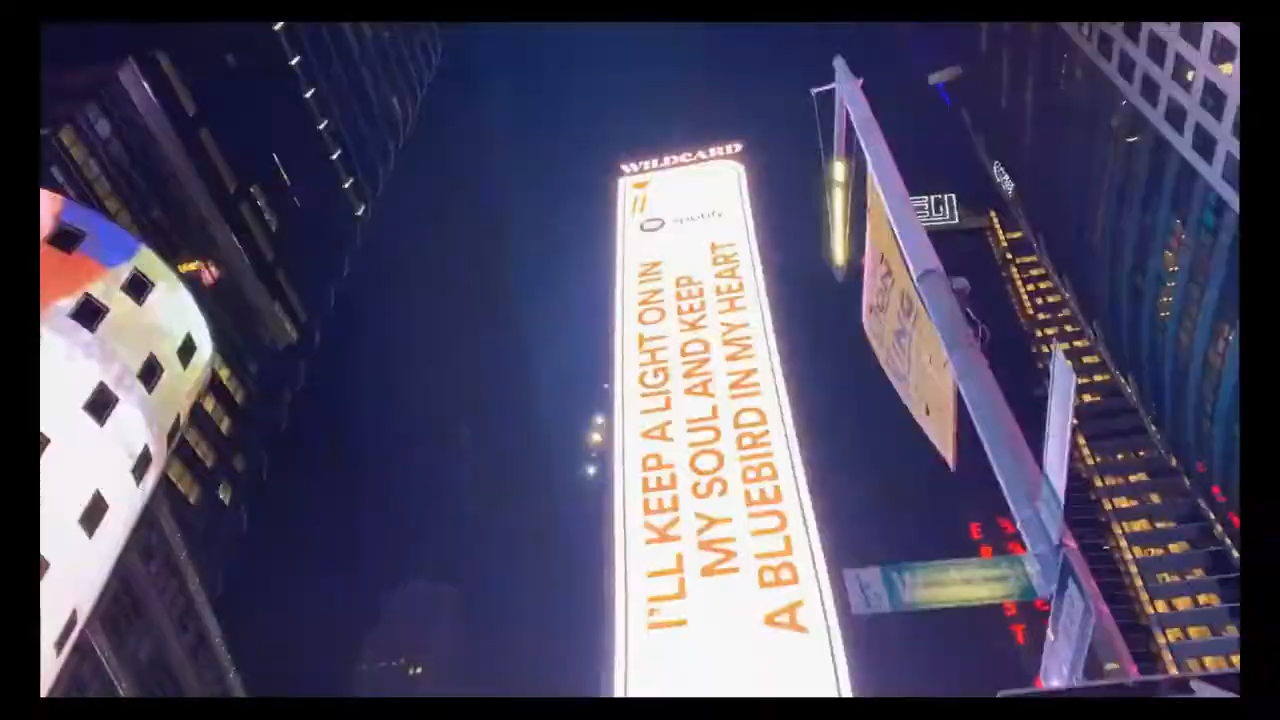 WILDCARD
Spotify
I'LL KEEP A LIGHT ON IN
MY SOUL AND KEEP
A BLUEBIRD IN MY HEART